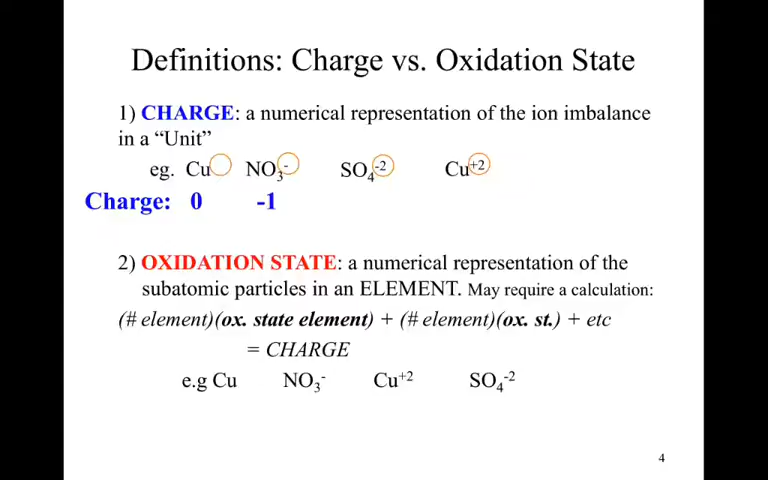 Definitions: Charge vs. Oxidation State
1) CHARGE: a numerical representation of the ion imbalance
in a “Unit”
eg. Cu NO₃⁻ SO₄⁻² Cu⁺²
Charge: 0 -1
2) OXIDATION STATE: a numerical representation of the
subatomic particles in an ELEMENT. May require a calculation:
(# element)(ox. state element) + (# element)(ox. st.) + etc
= CHARGE
e.g Cu NO₃⁻ Cu⁺² SO₄⁻²
4